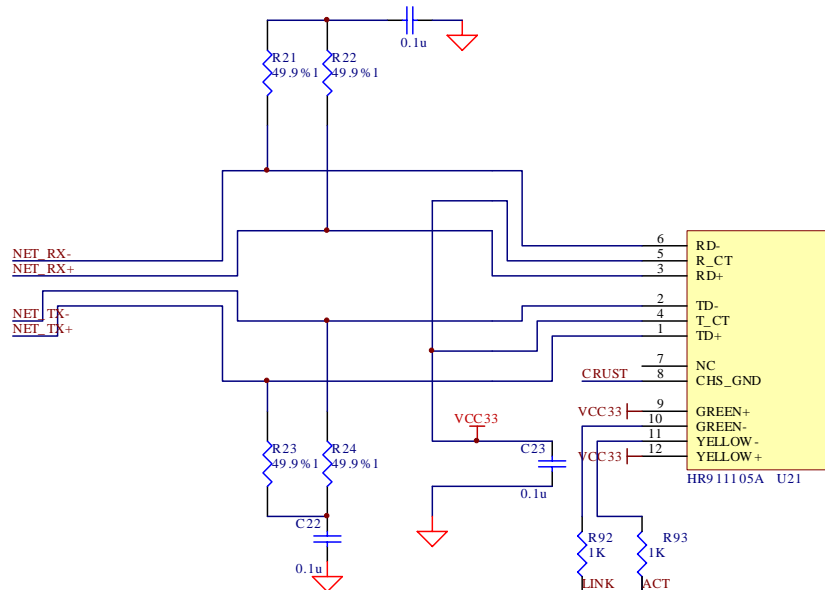 0.1u
R21
49.9%1
R22
49.9%1
NET_RX-
NET_RX+
NET_TX-
NET_TX+
6 RD-
5 R_CT
3 RD+
2 TD-
4 T_CT
1 TD+
7 NC
CRUST 8 CHS_GND
VCC33 9 GREEN+
10 GREEN-
11 YELLOW-
VCC33 12 YELLOW+
HR911105A U21
VCC33
C23
0.1u
R23
49.9%1
R24
49.9%1
C22
0.1u
R92
1K
R93
1K
LINK
ACT